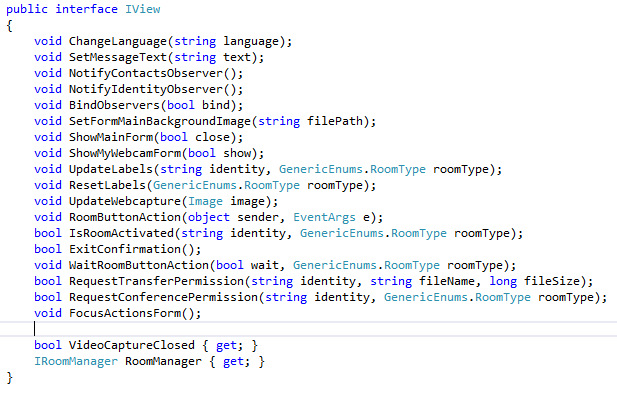 public interface IView
{
void ChangeLanguage(string language);
void SetMessageText(string text);
void NotifyContactsObserver();
void NotifyIdentityObserver();
void BindObservers(bool bind);
void SetFormMainBackgroundImage(string filePath);
void ShowMainForm(bool close);
void ShowMyWebcamForm(bool show);
void UpdateLabels(string identity, GenericEnums.RoomType roomType);
void ResetLabels(GenericEnums.RoomType roomType);
void UpdateWebcapture(Image image);
void RoomButtonAction(object sender, EventArgs e);
bool IsRoomActivated(string identity, GenericEnums.RoomType roomType);
bool ExitConfirmation();
void WaitRoomButtonAction(bool wait, GenericEnums.RoomType roomType);
bool RequestTransferPermission(string identity, string fileName, long fileSize);
bool RequestConferencePermission(string identity, GenericEnums.RoomType roomType);
void FocusActionsForm();
bool VideoCaptureClosed { get; }
IRoomManager RoomManager { get; }
}